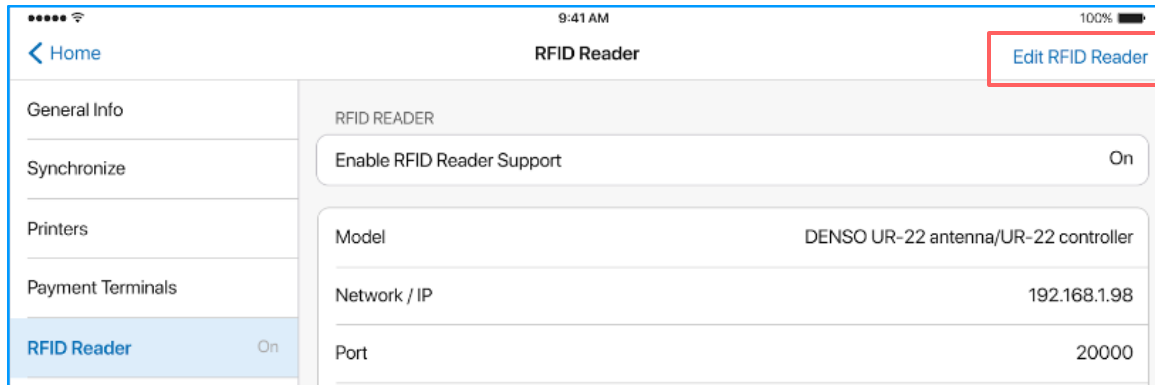 9:41 AM
100%
Home
RFID Reader
Edit RFID Reader
General Info
Synchronize
Printers
Payment Terminals
RFID Reader On
RFID READER
Enable RFID Reader Support On
Model DENSO UR-22 antenna/UR-22 controller
Network / IP 192.168.1.98
Port 20000